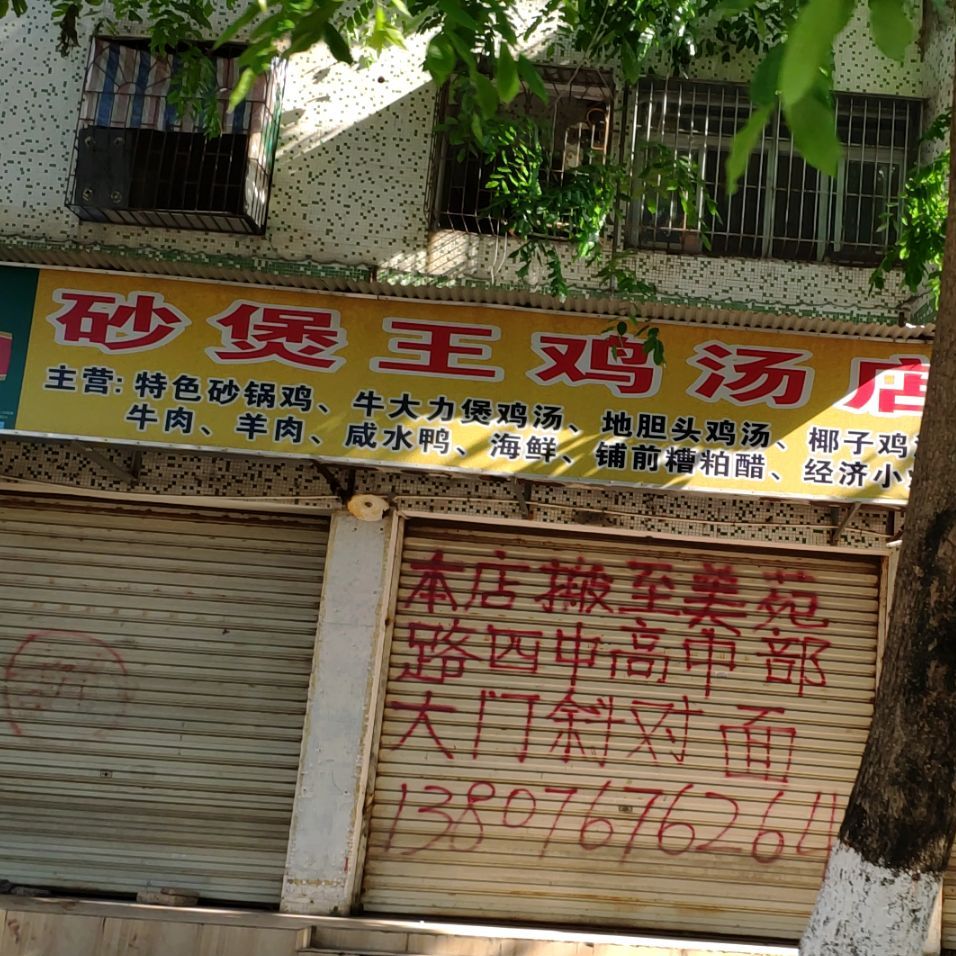 砂煲王鸡汤店
主营:特色砂锅鸡、牛大力煲鸡汤、地胆头鸡汤、椰子鸡
牛肉、羊肉、咸水鸭、海鲜、铺前糟粕醋、经济小
本店搬至美苑
路四中高中部
大门斜对面
13807676264